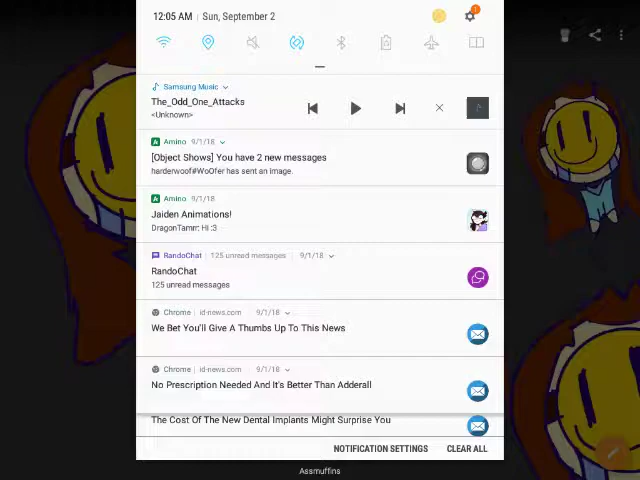 12:05 AM | Sun, September 2
1
Samsung Music
The_Odd_One_Attacks
<Unknown>
Amino 9/1/18
[Object Shows] You have 2 new messages
harderwoof#WoOfer has sent an image.
Amino 9/1/18
Jaiden Animations!
DragonTamrr: Hi :3
RandoChat | 125 unread messages | 9/1/18
RandoChat
125 unread messages
Chrome | id-news.com 9/1/18
We Bet You'll Give A Thumbs Up To This News
Chrome | id-news.com 9/1/18
No Prescription Needed And It's Better Than Adderall
The Cost Of The New Dental Implants Might Surprise You
NOTIFICATION SETTINGS CLEAR ALL
Assmuffins